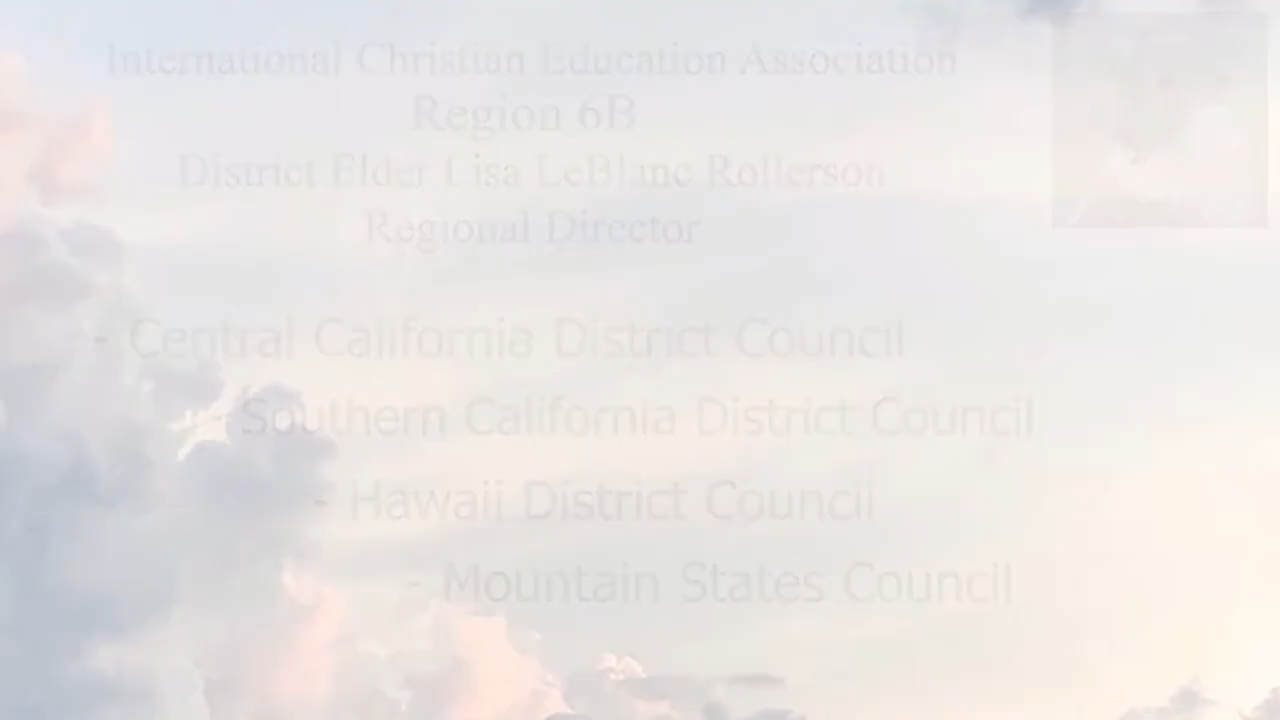 International Christian Education Association
Region 6B
District Elder Lisa LeBlanc Rollerson
Regional Director
- Central California District Council
Southern California District Council
- Hawaii District Council
- Mountain States Council